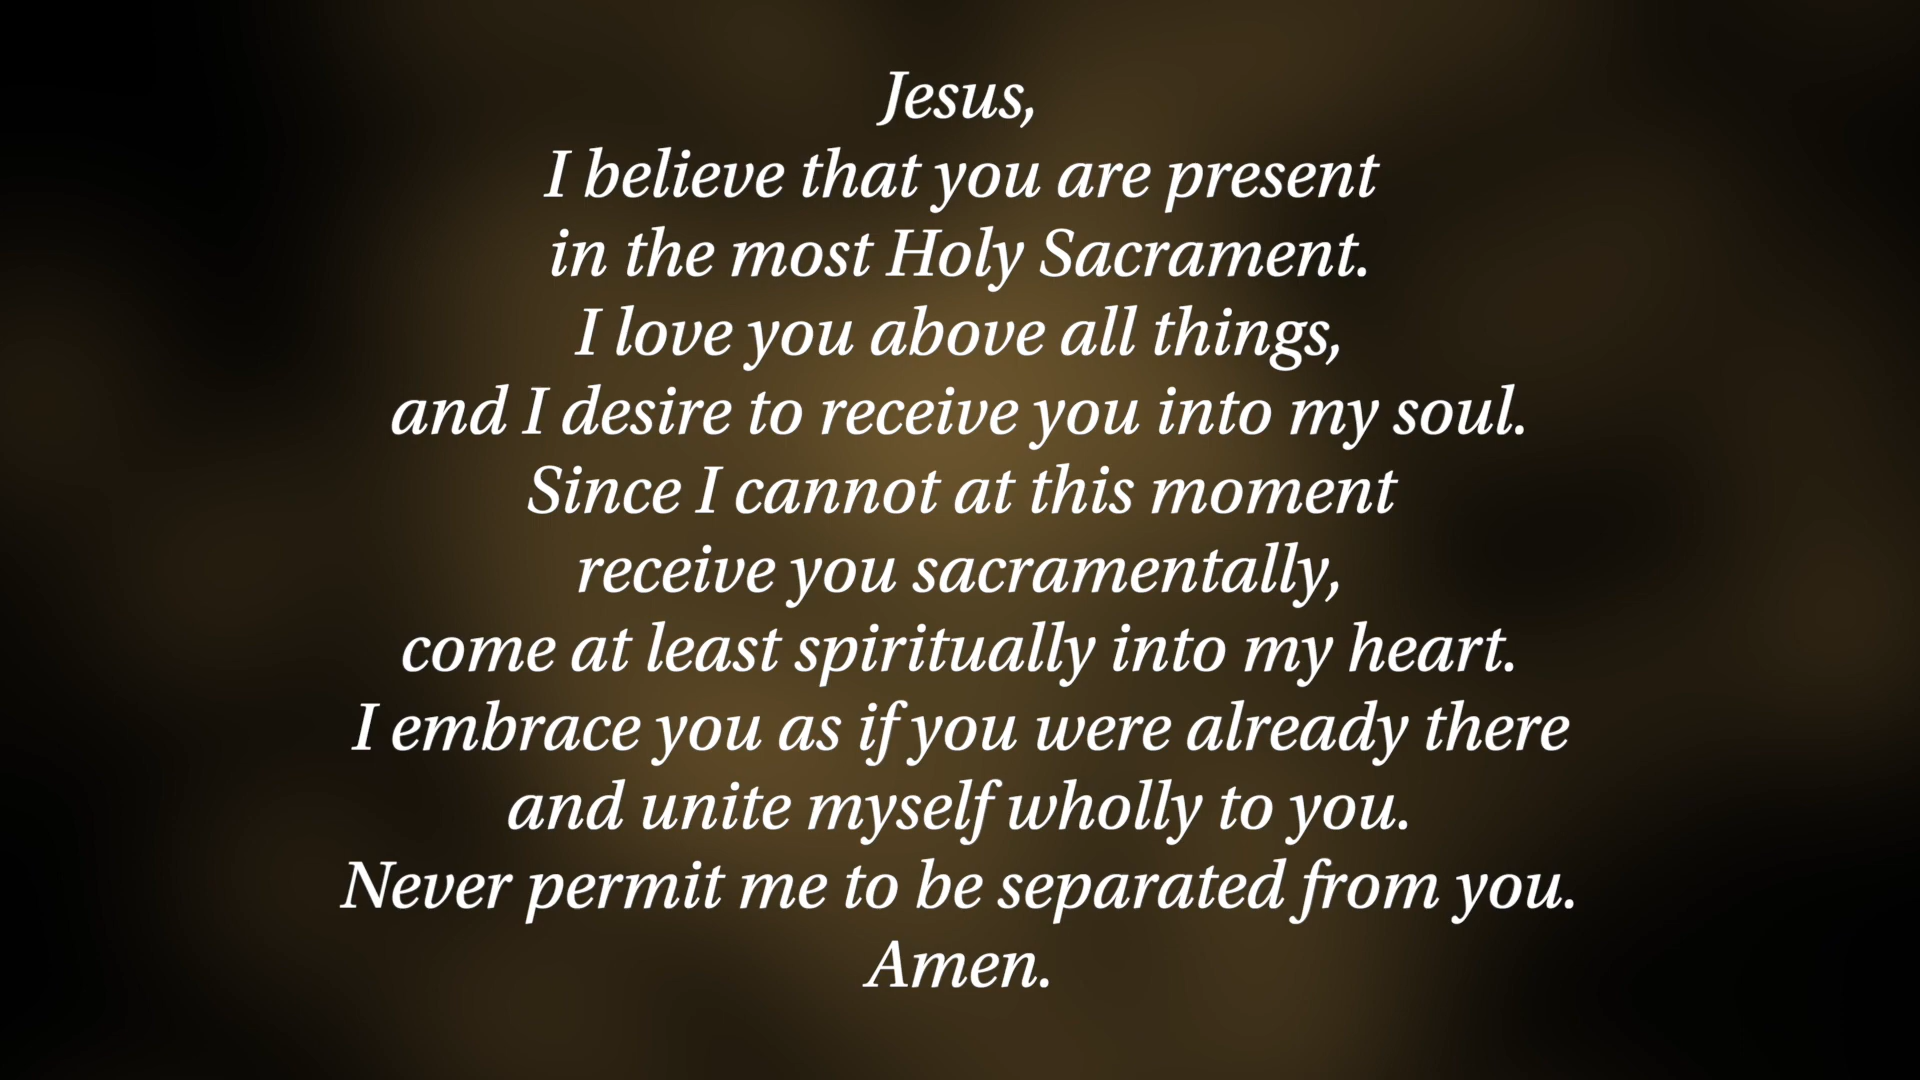 Jesus,
I believe that you are present
in the most Holy Sacrament.
I love you above all things,
and I desire to receive you into my soul.
Since I cannot at this moment
receive you sacramentally,
come at least spiritually into my heart.
I embrace you as if you were already there
and unite myself wholly to you.
Never permit me to be separated from you.
Amen.